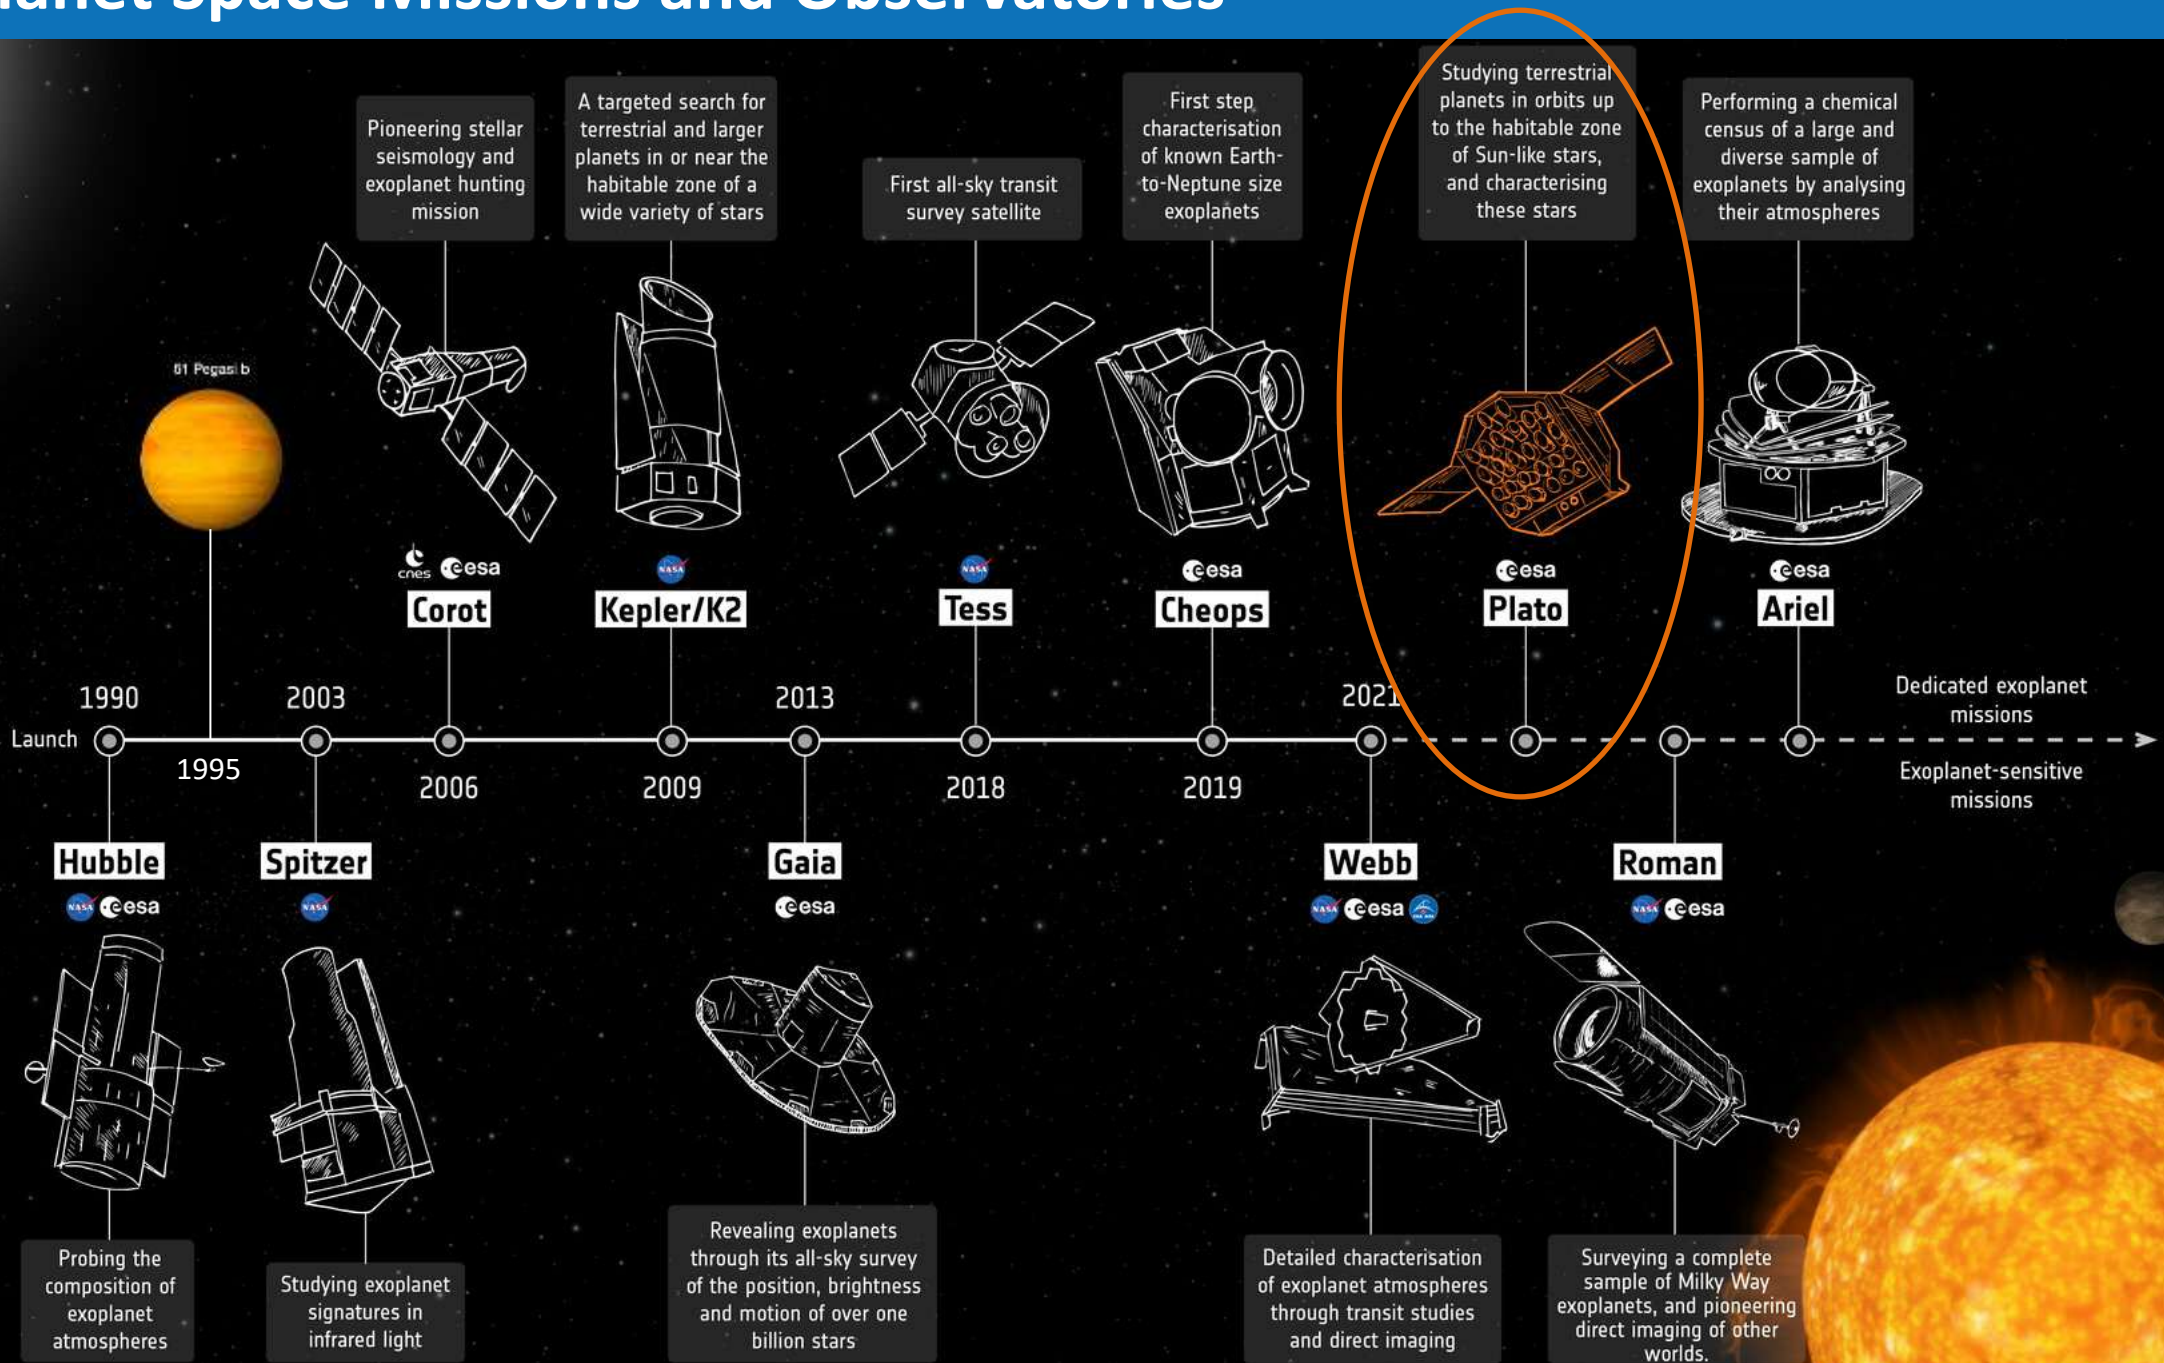 Planet Space Missions and Observatories
Pioneering stellar
seismology and
exoplanet hunting
mission
A targeted search for
terrestrial and larger
planets in or near the
habitable zone of a
wide variety of stars
First all-sky transit
survey satellite
First step
characterisation
of known Earth-
to-Neptune size
exoplanets
Studying terrestrial
planets in orbits up
to the habitable zone
of Sun-like stars,
and characterising
these stars
Performing a chemical
census of a large and
diverse sample of
exoplanets by analysing
their atmospheres
51 Pegasi b
cnes esa
Corot
NASA
Kepler/K2
NASA
Tess
esa
Cheops
esa
Plato
esa
Ariel
1990
2003
2013
2021
Dedicated exoplanet
missions
Launch
1995
2006
2009
2018
2019
Exoplanet-sensitive
missions
Hubble
NASA esa
Spitzer
NASA
Gaia
esa
Webb
NASA esa
Roman
NASA esa
Probing the
composition of
exoplanet
atmospheres
Studying exoplanet
signatures in
infrared light
Revealing exoplanets
through its all-sky survey
of the position, brightness
and motion of over one
billion stars
Detailed characterisation
of exoplanet atmospheres
through transit studies
and direct imaging
Surveying a complete
sample of Milky Way
exoplanets, and pioneering
direct imaging of other
worlds.